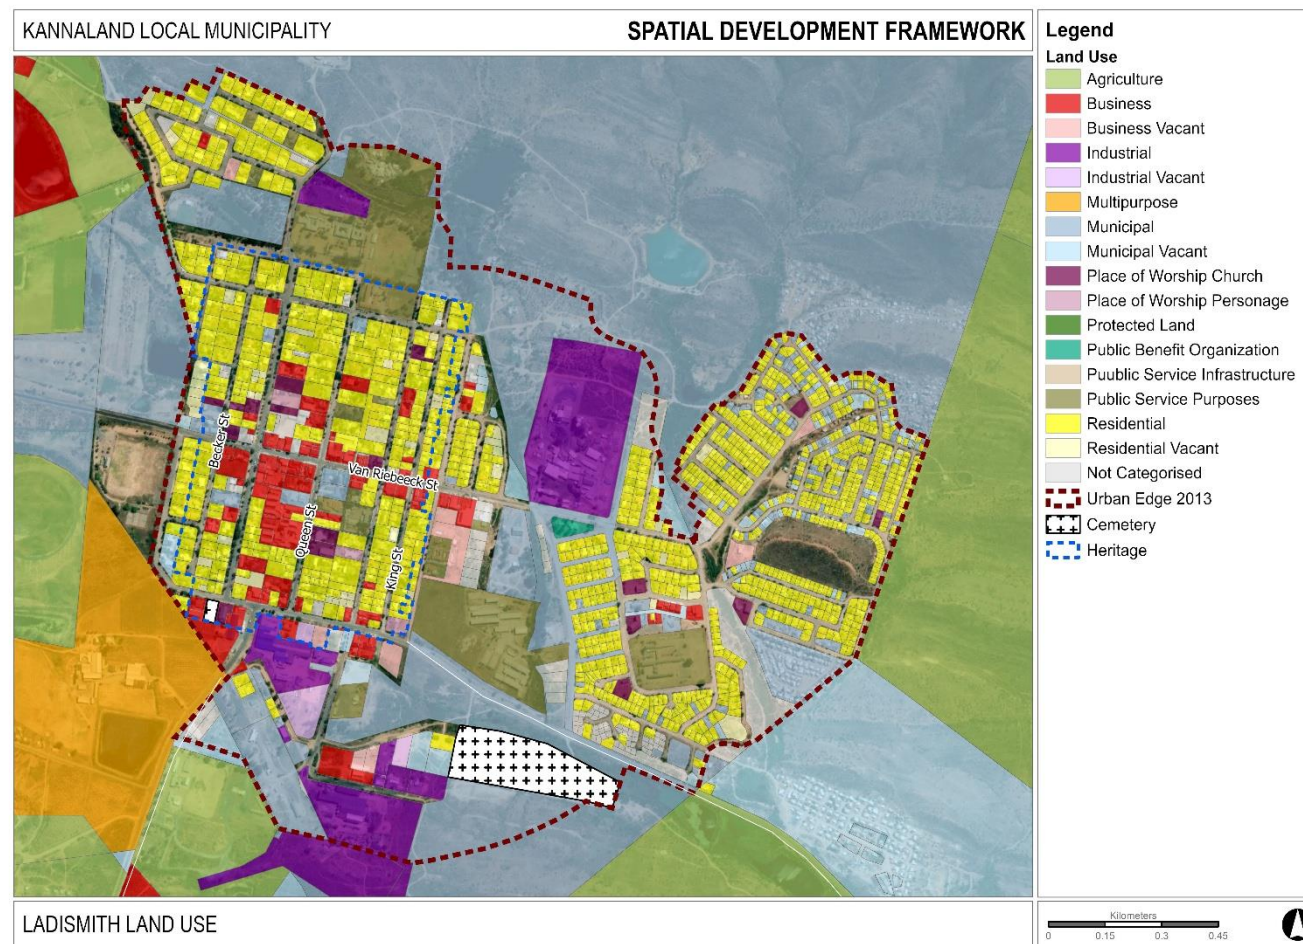 KANNALAND LOCAL MUNICIPALITY
SPATIAL DEVELOPMENT FRAMEWORK
Becker St
Van Riebeeck St
Queen St
King St
LADISMITH LAND USE
Legend
Land Use
Agriculture
Business
Business Vacant
Industrial
Industrial Vacant
Multipurpose
Municipal
Municipal Vacant
Place of Worship Church
Place of Worship Personage
Protected Land
Public Benefit Organization
Puublic Service Infrastructure
Public Service Purposes
Residential
Residential Vacant
Not Categorised
Urban Edge 2013
Cemetery
Heritage
Kilometers
0 0.15 0.3 0.45